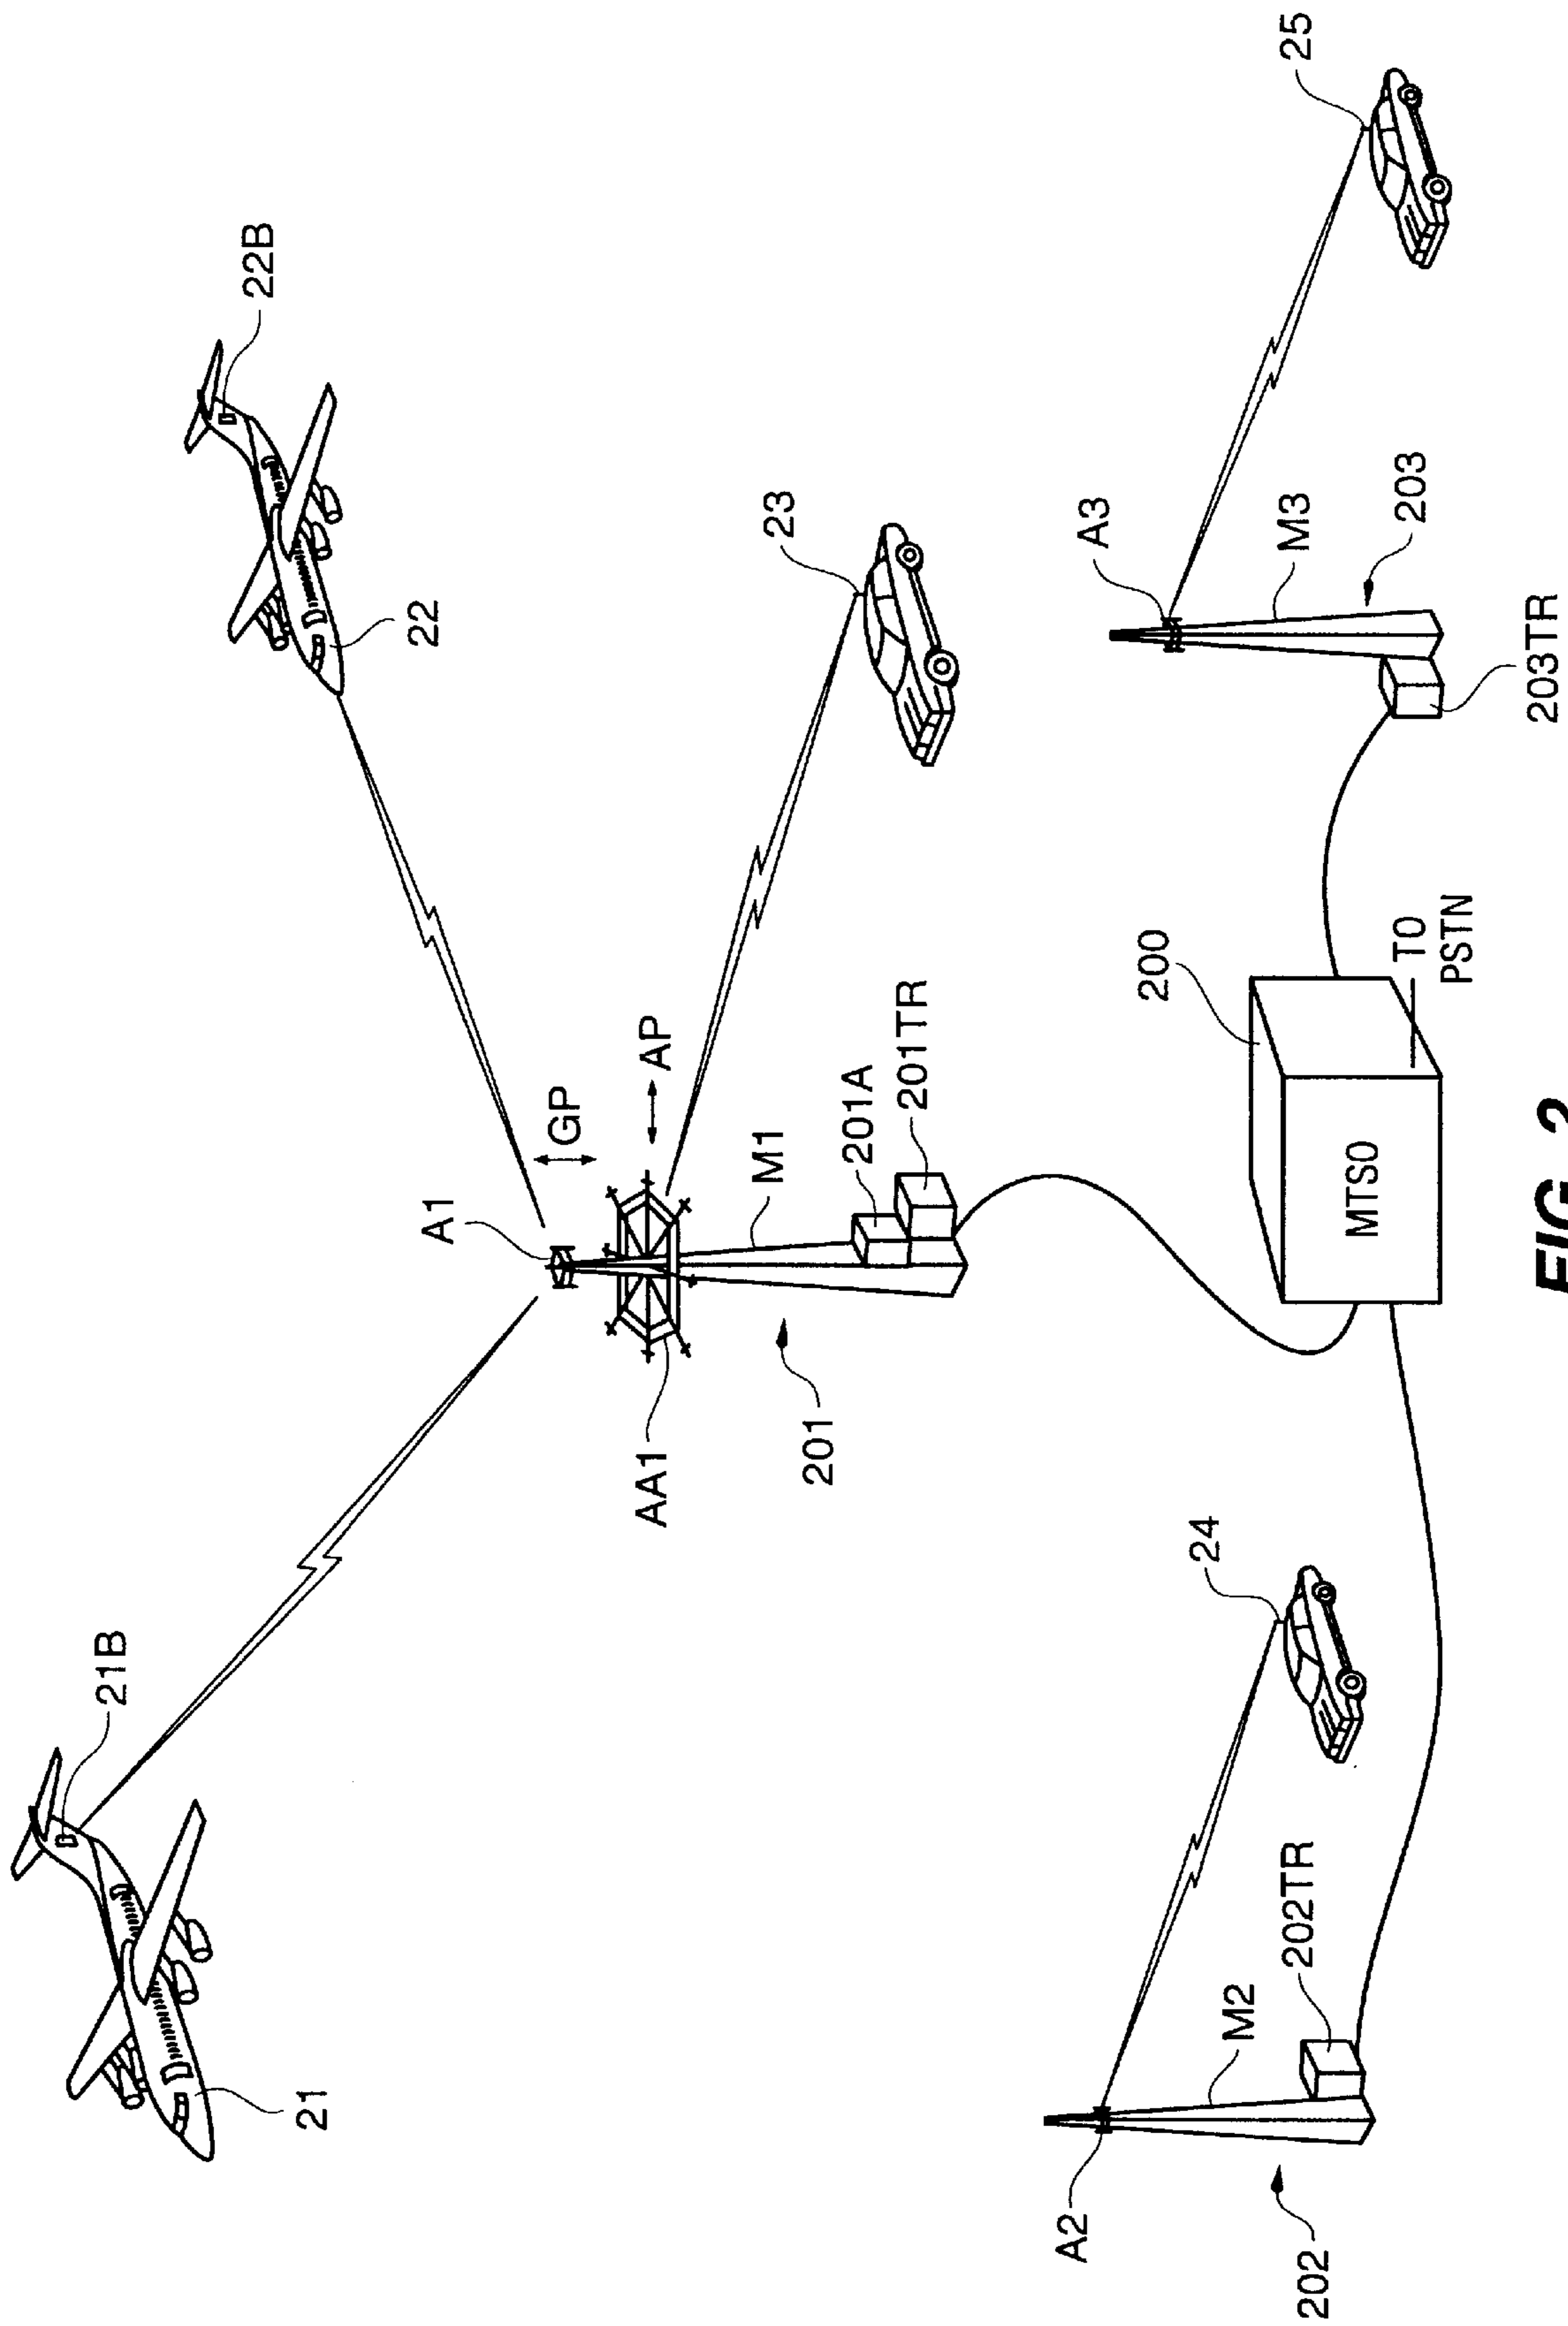 21B
22B
21
22
A1
GP
AA1
AP
M1
23
201
201A
201TR
A2
A3
200
24
M2
202TR
M3
25
202
MTSO
TO
PSTN
203
203TR
FIG. 2